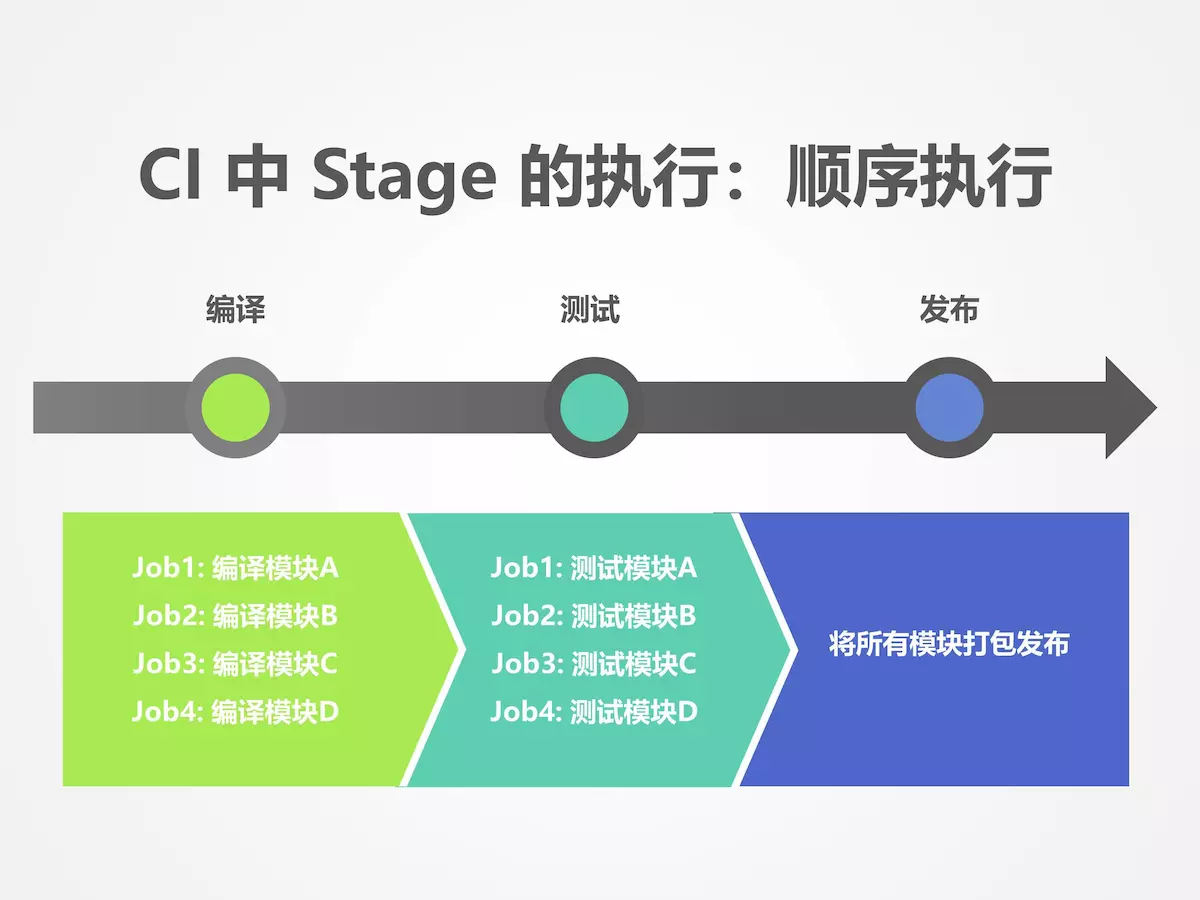 CI 中 Stage 的执行：顺序执行
编译
测试
发布
Job1: 编译模块A
Job2: 编译模块B
Job3: 编译模块C
Job4: 编译模块D
Job1: 测试模块A
Job2: 测试模块B
Job3: 测试模块C
Job4: 测试模块D
将所有模块打包发布